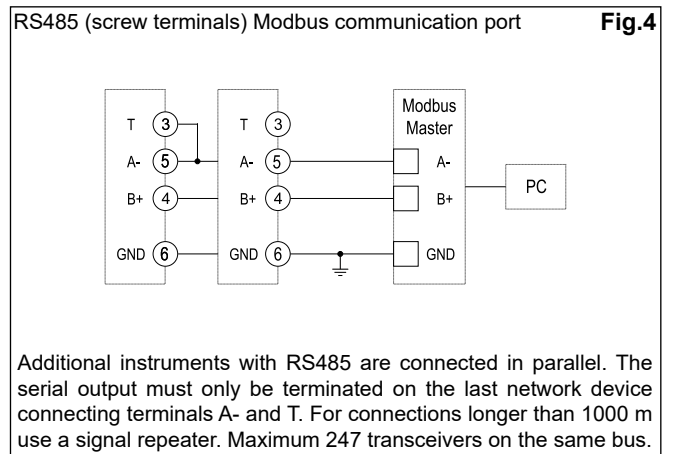 RS485 (screw terminals) Modbus communication port Fig.4
Modbus
Master
T 3 T 3
A- 5 A- 5 A-
B+ 4 B+ 4 B+
PC
GND 6 GND 6 GND
Additional instruments with RS485 are connected in parallel. The
serial output must only be terminated on the last network device
connecting terminals A- and T. For connections longer than 1000 m
use a signal repeater. Maximum 247 transceivers on the same bus.